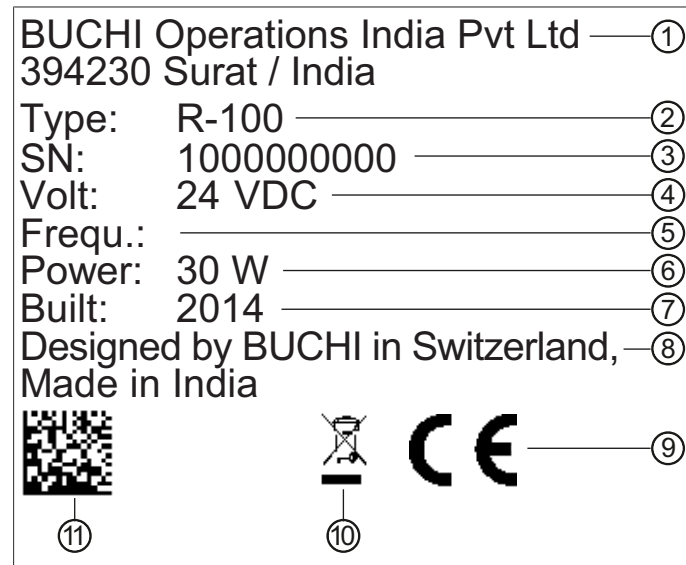 BUCHI Operations India Pvt Ltd ①
394230 Surat / India
Type: R-100 ②
SN: 1000000000 ③
Volt: 24 VDC ④
Frequ.: ⑤
Power: 30 W ⑥
Built: 2014 ⑦
Designed by BUCHI in Switzerland, ⑧
Made in India
CE ⑨
⑪ ⑩